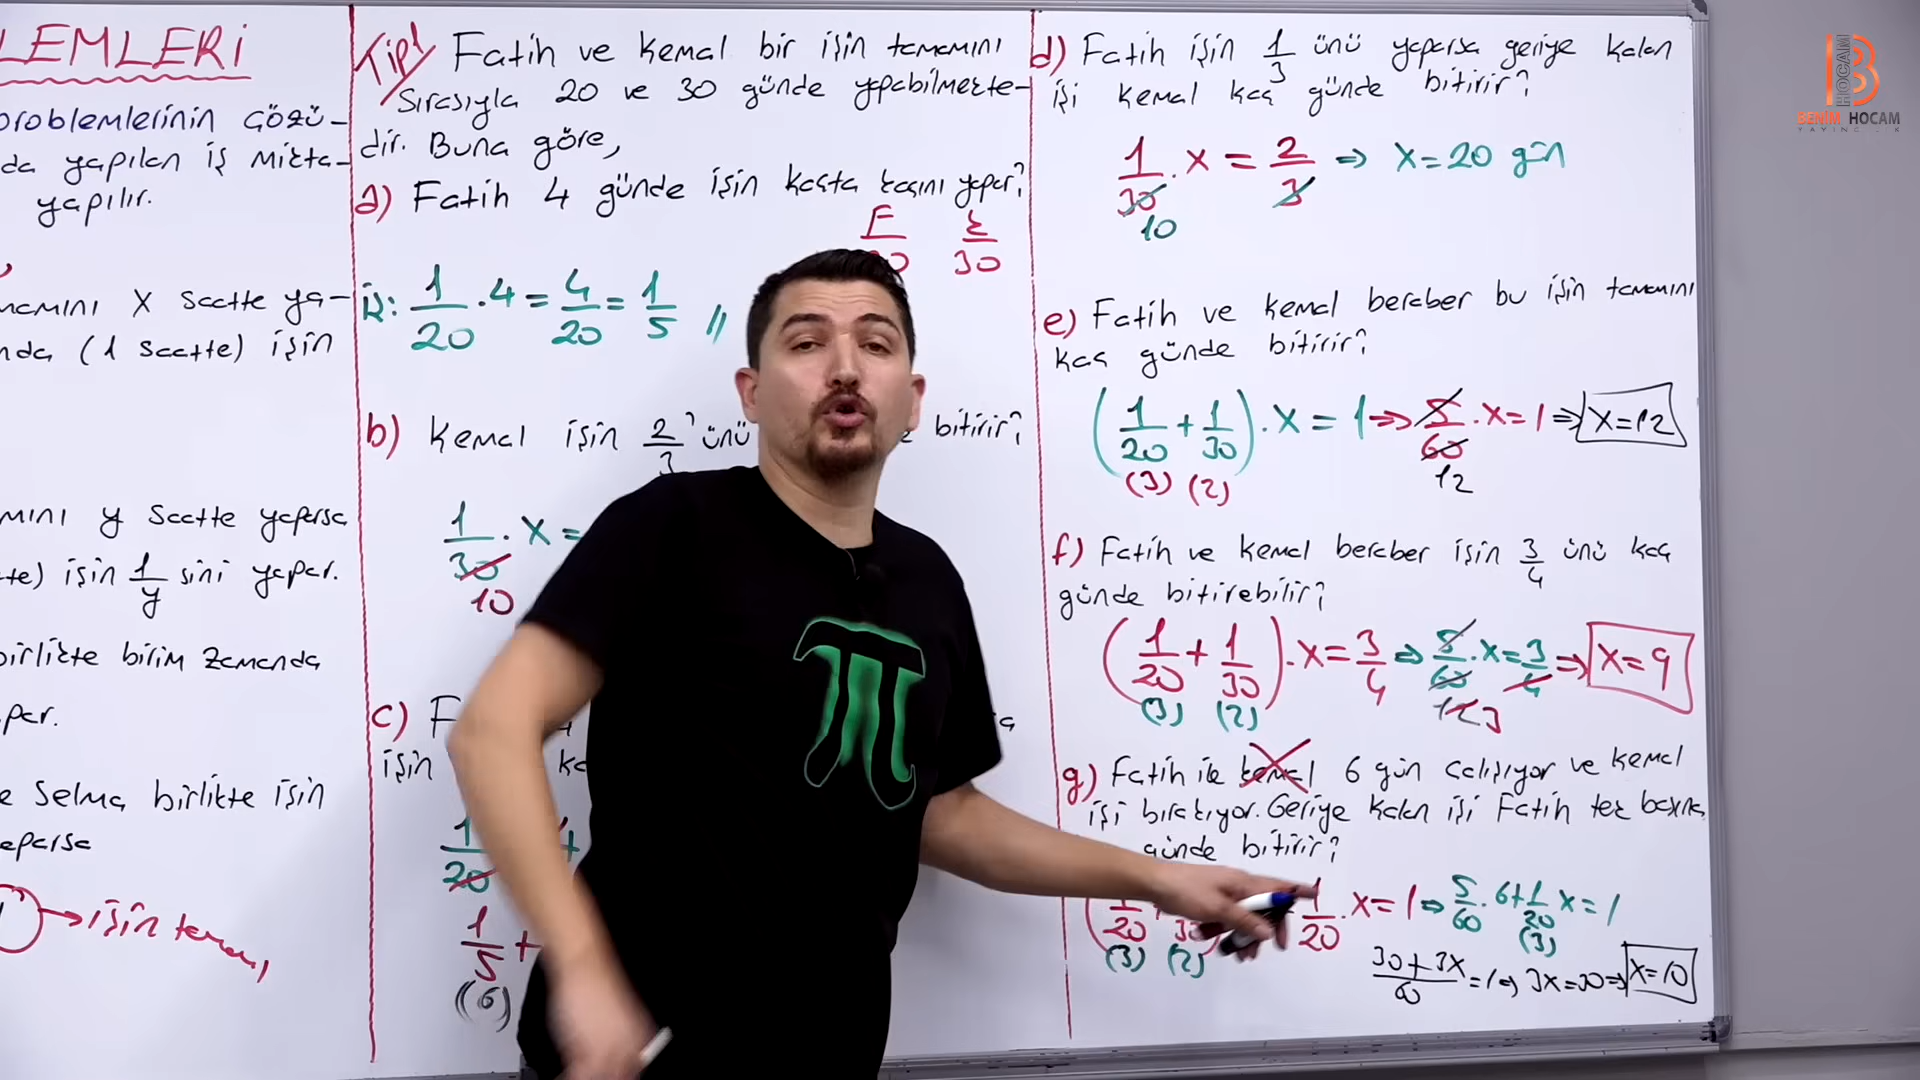 LEMLERİ
problemlerinin çözü-
da yapılan iş mikta-
yapılır.
mamını x saatte ya-
nda (1 saatte) işin
mını y saatte yaparsa
te) işin 1/y sini yapar.
birlikte birim zamanda
par.
e Selma birlikte işin
eparsa
→ işin tamamı
Tip 1 Fatih ve Kemal bir işin tamamını
sırasıyla 20 ve 30 günde yapabilmekte-
dir. Buna göre,
a) Fatih 4 günde işin kaçta kaçını yapar?
F K
30
İş: 1/20 . 4 = 4/20 = 1/5 //
b) Kemal işin 2/3 'ünü bitirir?
1/30 . x =
10
c) F
işin ka
1/20 +
1/5 +
(6)
d) Fatih işin 1/3 ünü yaparsa geriye kalan
işi Kemal kaç günde bitirir?
1/30 . x = 2/3 ⇒ x = 20 gün
10
e) Fatih ve Kemal beraber bu işin tamamını
kaç günde bitirir?
(1/20 + 1/30) . x = 1 ⇒ 5/60 . x = 1 ⇒ x = 12
(3) (2) 12
f) Fatih ve Kemal beraber işin 3/4 ünü kaç
günde bitirebilir?
(1/20 + 1/30) . x = 3/4 ⇒ 5/60 . x = 3/4 ⇒ x = 9
(3) (2) 12 3
g) Fatih ile Kemal 6 gün çalışıyor ve Kemal
işi bırakıyor. Geriye kalan işi Fatih tek başına
günde bitirir?
1/20 30 1/20 . x = 1 ⇒ 5/60 . 6 + 1/20 x = 1
(3) (2) (3)
30 + 3x/60 = 1 ⇒ 3x = 30 ⇒ x = 10
HOCAM
BENİM HOCAM
YAYINCILIK